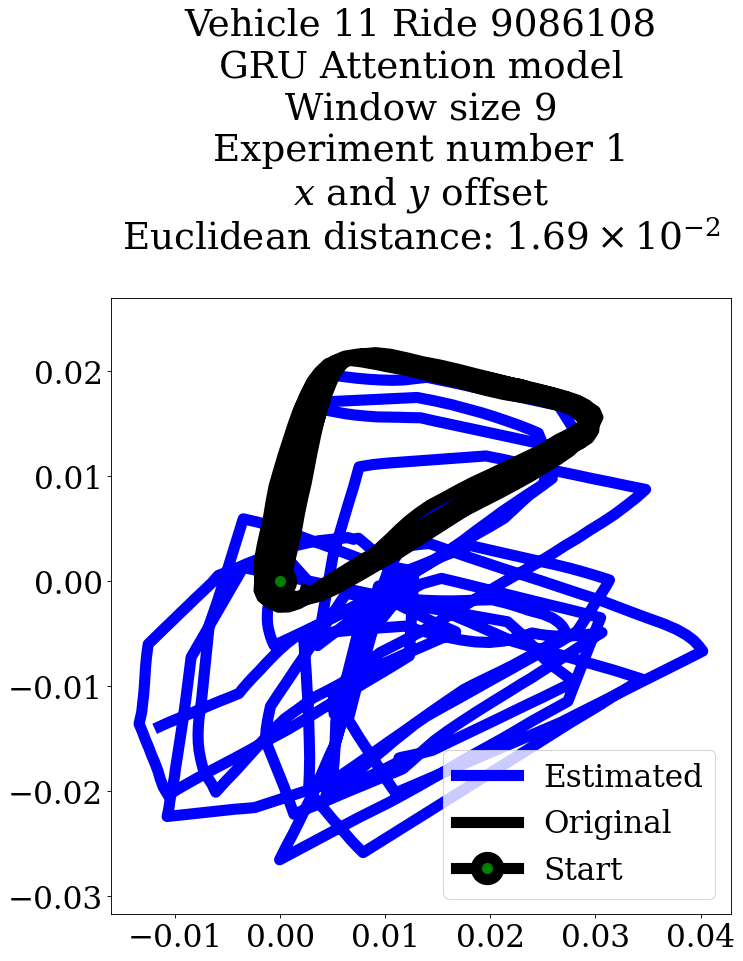 Vehicle 11 Ride 9086108
GRU Attention model
Window size 9
Experiment number 1
x and y offset
Euclidean distance: 1.69 × 10⁻²
0.02
0.01
0.00
−0.01
−0.02
−0.03
Estimated
Original
Start
−0.01 0.00 0.01 0.02 0.03 0.04